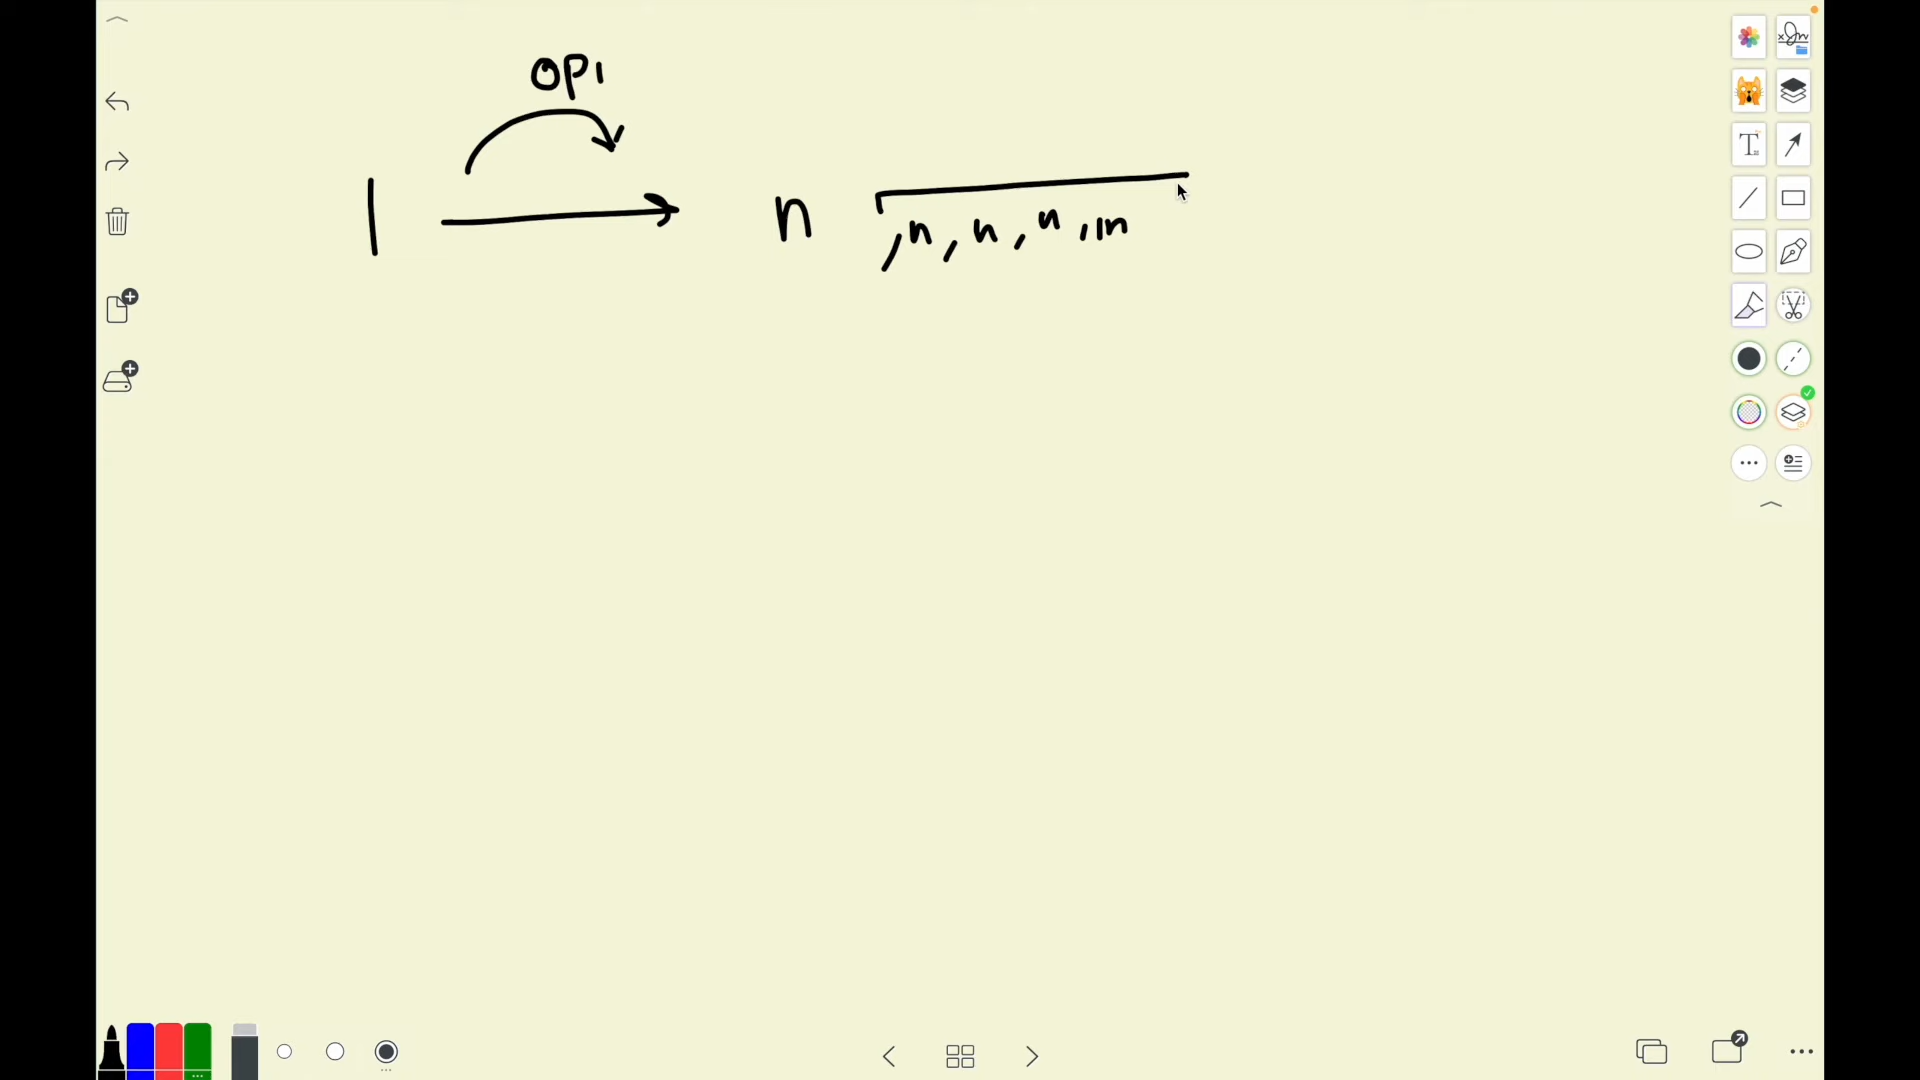 OP1
1 → n , n , n , n , m